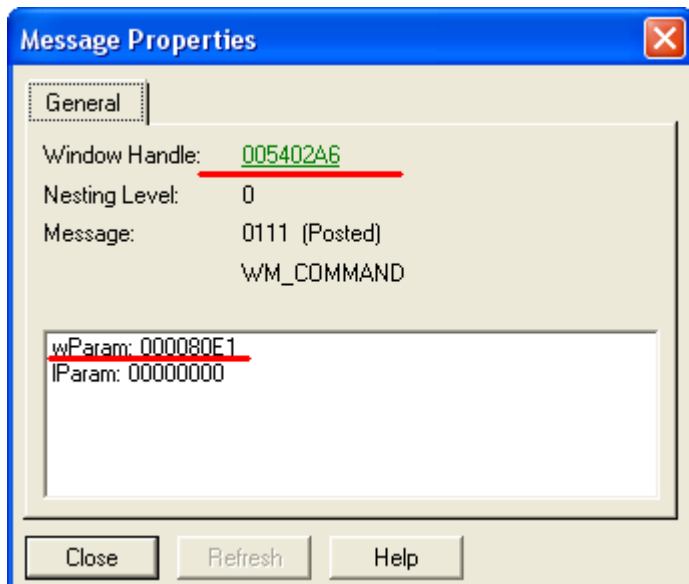 Message Properties
General
Window Handle: 005402A6
Nesting Level: 0
Message: 0111 (Posted)
WM_COMMAND
wParam: 000080E1
lParam: 00000000
Close Refresh Help